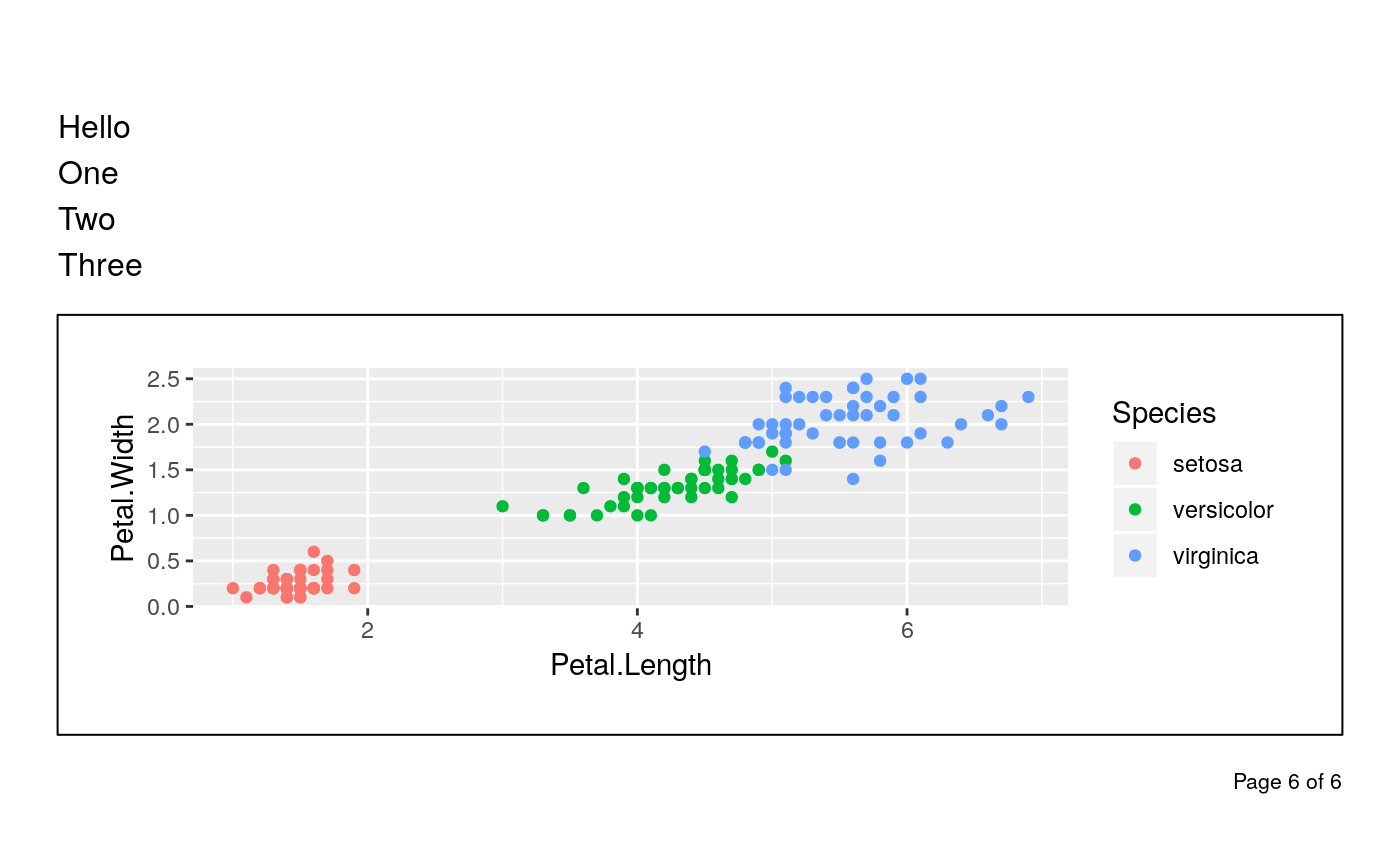 Hello
One
Two
Three
2.5
2.0
1.5
1.0
0.5
0.0
Petal.Width
2 4 6
Petal.Length
Species
setosa
versicolor
virginica
Page 6 of 6